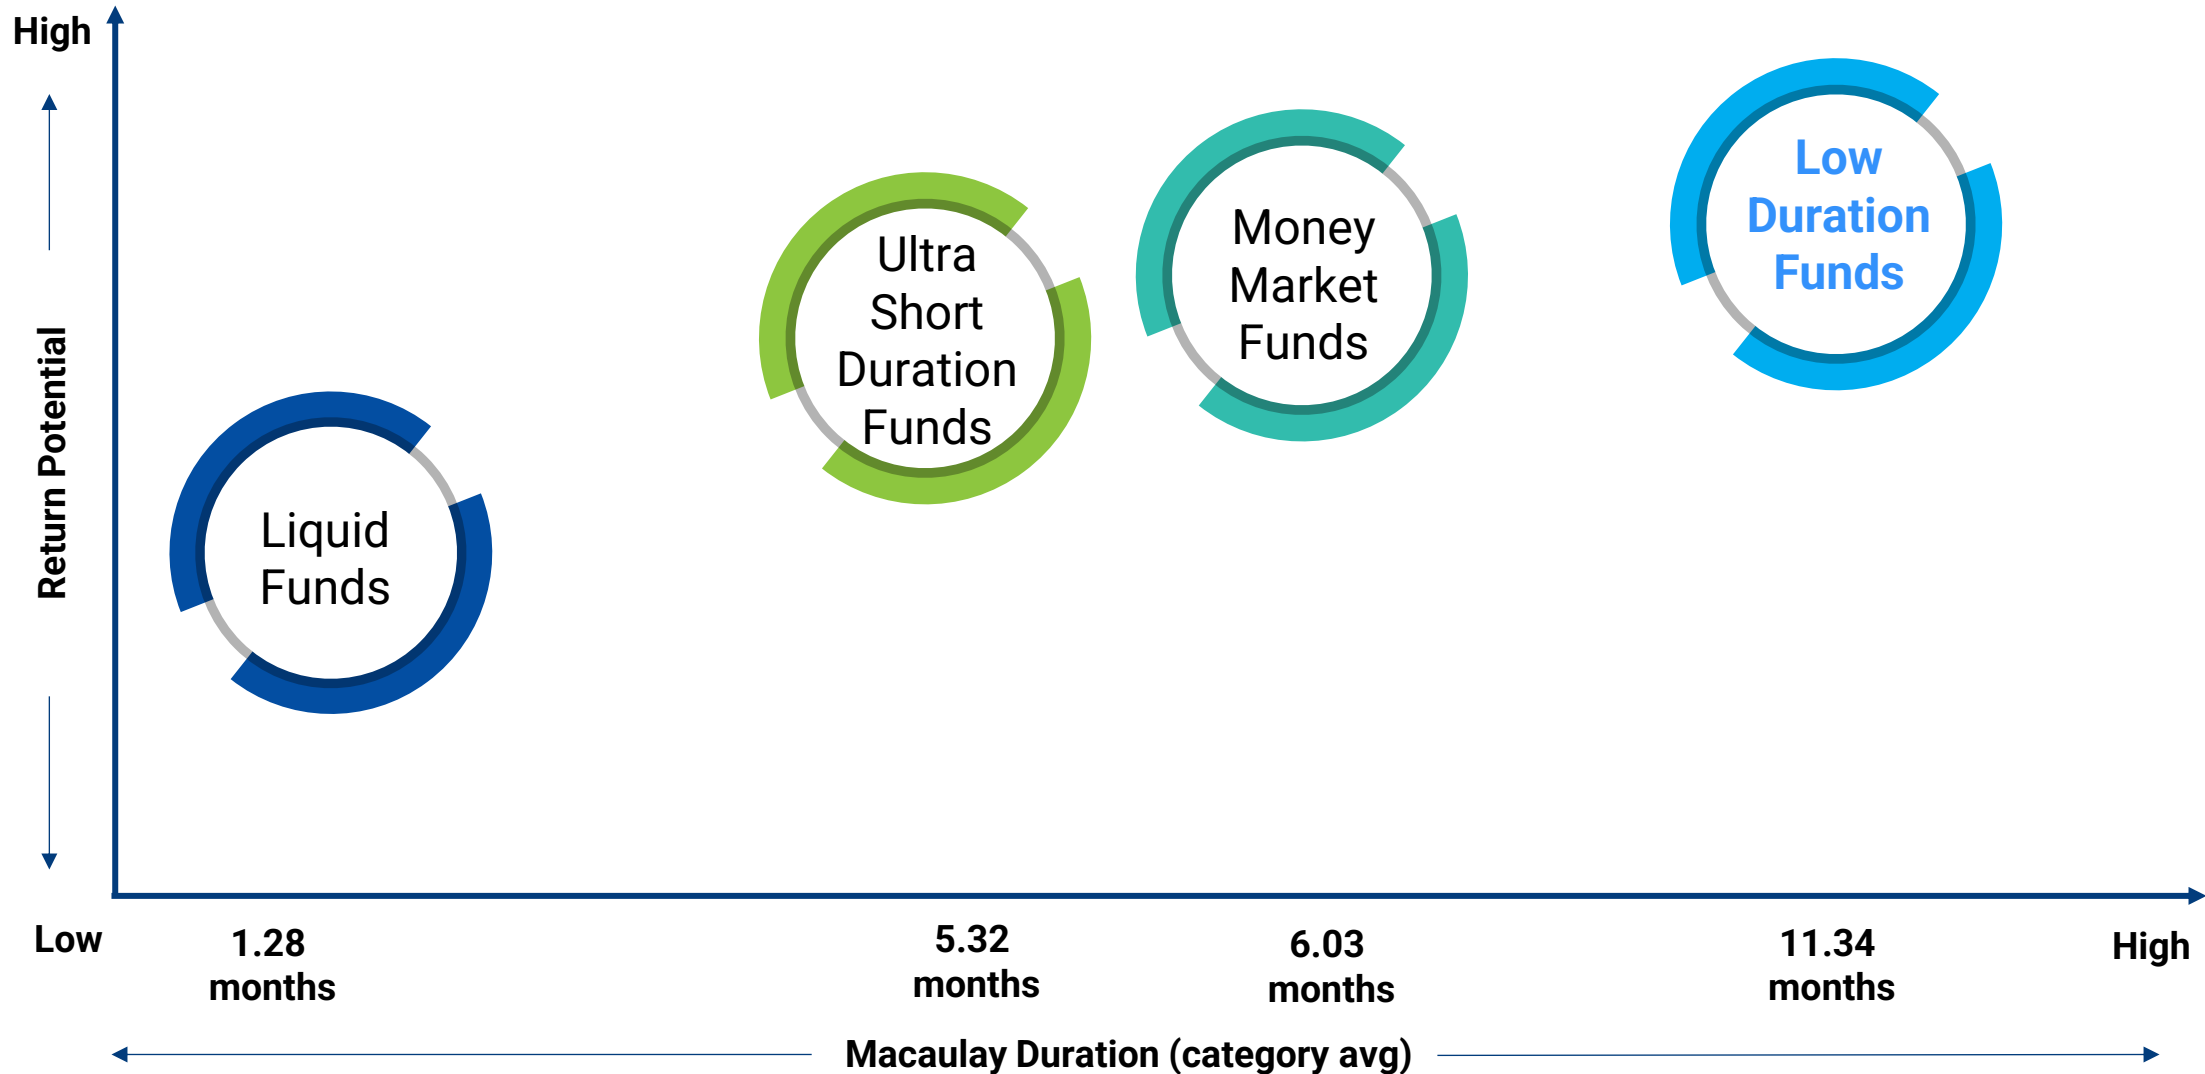 High
Return Potential
Liquid
Funds
Ultra
Short
Duration
Funds
Money
Market
Funds
Low
Duration
Funds
Low
1.28
months
5.32
months
6.03
months
11.34
months
High
Macaulay Duration (category avg)